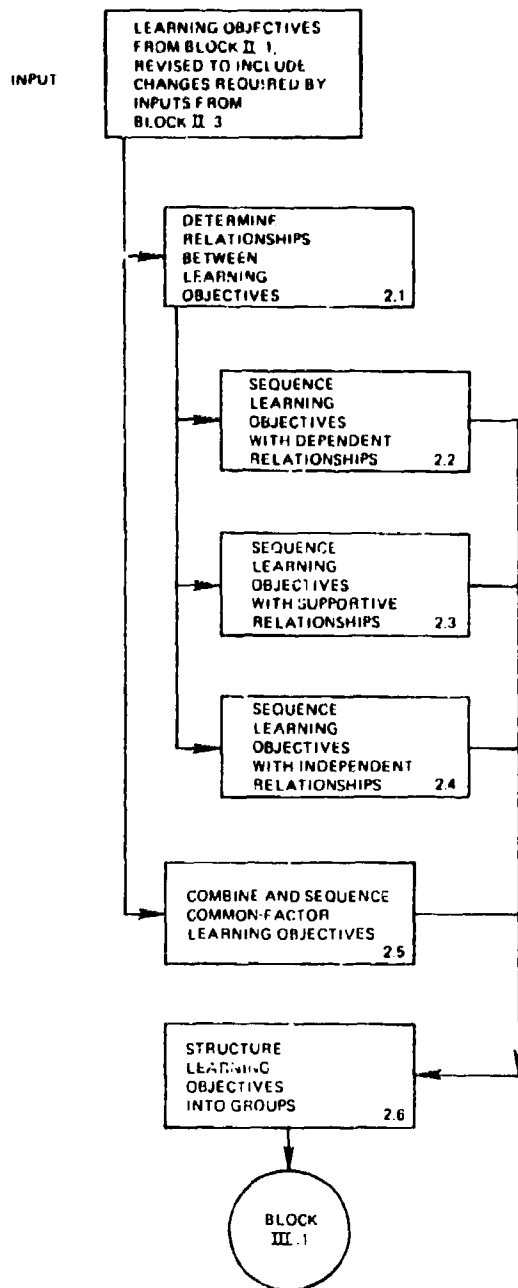 LEARNING OBJECTIVES
FROM BLOCK II 1,
REVISED TO INCLUDE
CHANGES REQUIRED BY
INPUTS FROM
BLOCK II 3
INPUT
DETERMINE
RELATIONSHIPS
BETWEEN
LEARNING
OBJECTIVES 2.1
SEQUENCE
LEARNING
OBJECTIVES
WITH DEPENDENT
RELATIONSHIPS 2.2
SEQUENCE
LEARNING
OBJECTIVES
WITH SUPPORTIVE
RELATIONSHIPS 2.3
SEQUENCE
LEARNING
OBJECTIVES
WITH INDEPENDENT
RELATIONSHIPS 2.4
COMBINE AND SEQUENCE
COMMON-FACTOR
LEARNING OBJECTIVES
2.5
STRUCTURE
LEARNING
OBJECTIVES
INTO GROUPS 2.6
BLOCK
III.1